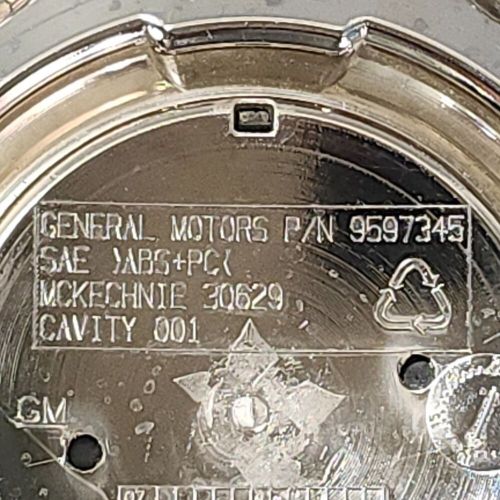 GENERAL MOTORS P/N 9597345
SAE >ABS+PC<
MCKECHNIE 30629
CAVITY 001
GM